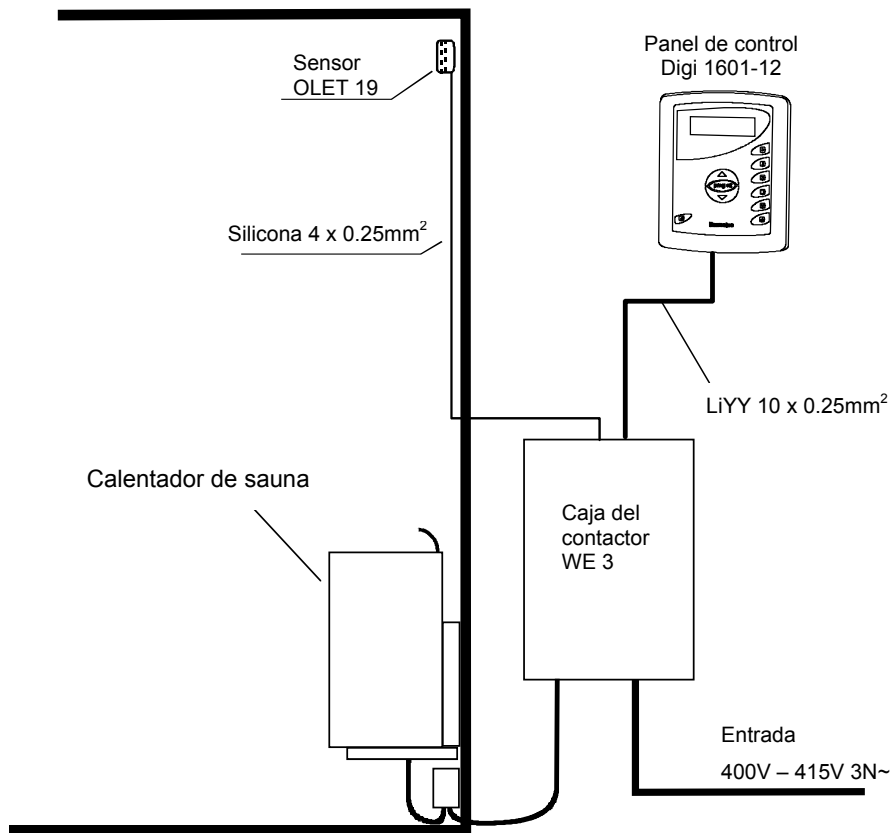 Panel de control
Digi 1601-12
Sensor
OLET 19
Silicona 4 x 0.25mm²
LiYY 10 x 0.25mm²
Calentador de sauna
Caja del
contactor
WE 3
Entrada
400V – 415V 3N~